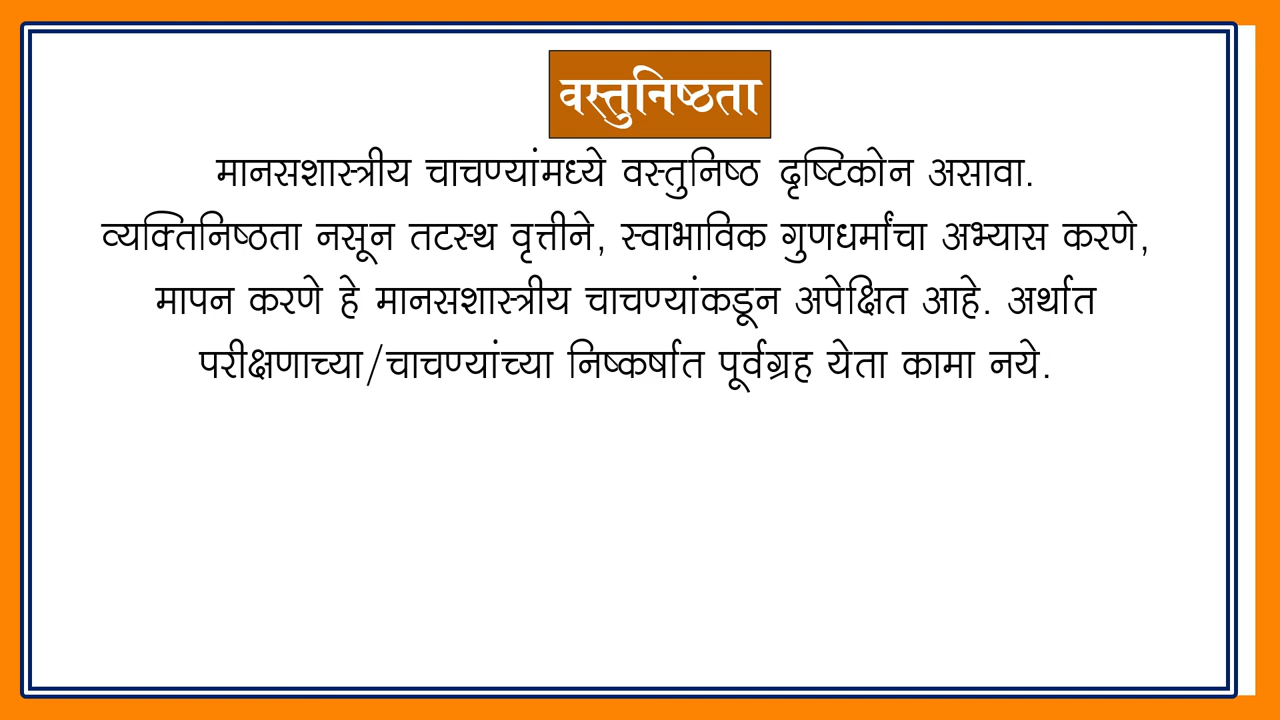 वस्तुनिष्ठता
मानसशास्त्रीय चाचण्यांमध्ये वस्तुनिष्ठ दृष्टिकोन असावा.
व्यक्तिनिष्ठता नसून तटस्थ वृत्तीने, स्वाभाविक गुणधर्मांचा अभ्यास करणे,
मापन करणे हे मानसशास्त्रीय चाचण्यांकडून अपेक्षित आहे. अर्थात
परीक्षणाच्या/चाचण्यांच्या निष्कर्षात पूर्वग्रह येता कामा नये.